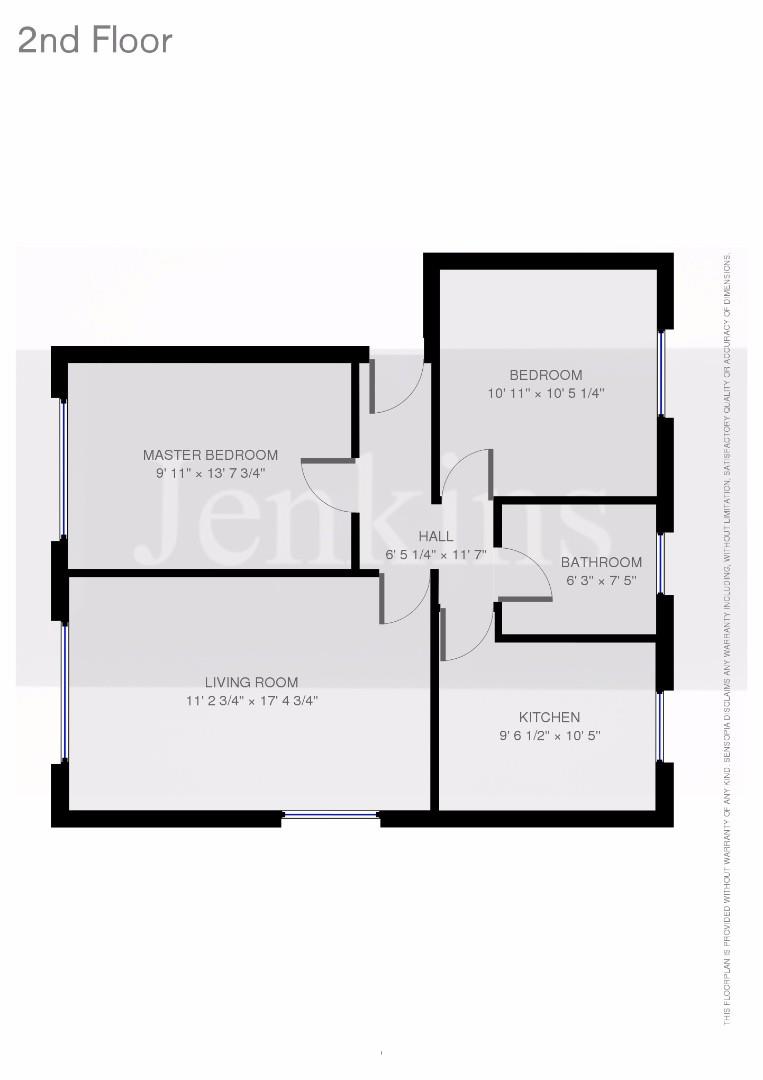 2nd Floor
BEDROOM
10' 11" × 10' 5 1/4"
MASTER BEDROOM
9' 11" × 13' 7 3/4"
Jenkins
HALL
6' 5 1/4" × 11' 7"
BATHROOM
6' 3" × 7' 5"
LIVING ROOM
11' 2 3/4" × 17' 4 3/4"
KITCHEN
9' 6 1/2" × 10' 5"
THIS FLOORPLAN IS PROVIDED WITHOUT WARRANTY OF ANY KIND. SENSOPIA DISCLAIMS ANY WARRANTY INCLUDING, WITHOUT LIMITATION, SATISFACTORY QUALITY OR ACCURACY OF DIMENSIONS.